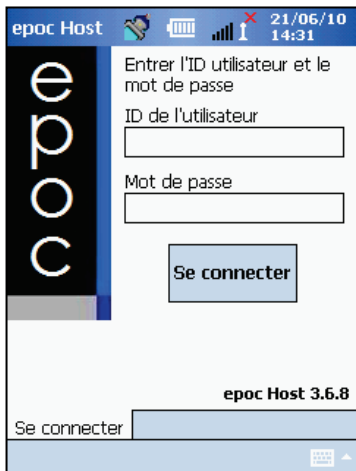 epoc Host 21/06/10
14:31
epoc
Entrer l'ID utilisateur et le
mot de passe
ID de l'utilisateur
Mot de passe
Se connecter
epoc Host 3.6.8
Se connecter